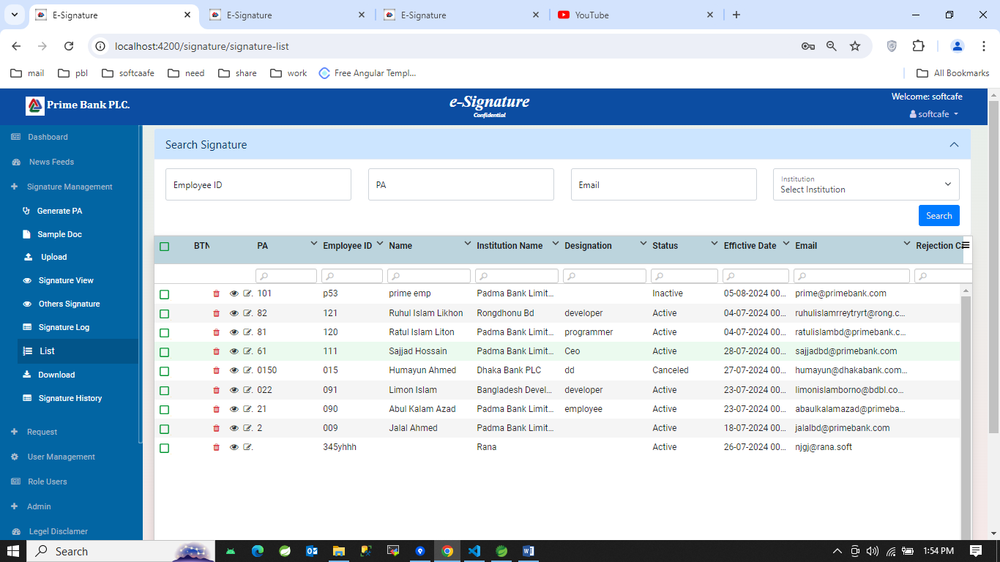 E-Signature
E-Signature
E-Signature
YouTube
localhost:4200/signature/signature-list
mail pbl softcaafe need share work Free Angular Templ... All Bookmarks
Prime Bank PLC.
e-Signature
Confidential
Welcome: softcafe
softcafe
Dashboard
News Feeds
Signature Management
Generate PA
Sample Doc
Upload
Signature View
Others Signature
Signature Log
List
Download
Signature History
Request
User Management
Role Users
Admin
Legel Disclamer
Search Signature
Employee ID
PA
Email
Institution
Select Institution
Search
BTN PA Employee ID Name Institution Name Designation Status Effictive Date Email Rejection C
101 p53 prime emp Padma Bank Limit... Inactive 05-08-2024 00... prime@primebank.com
82 121 Ruhul Islam Likhon Rongdhonu Bd developer Active 04-07-2024 00... ruhulislamrreytryrt@rong.c...
81 120 Ratul Islam Liton Padma Bank Limit... programmer Active 04-07-2024 00... ratulislambd@primebank.c...
61 111 Sajjad Hossain Padma Bank Limit... Ceo Active 28-07-2024 00... sajjadbd@primebank.com
0150 015 Humayun Ahmed Dhaka Bank PLC dd Canceled 27-07-2024 00... humayun@dhakabank.com...
022 091 Limon Islam Bangladesh Devel... developer Active 23-07-2024 00... limonislamborno@bdbl.co...
21 090 Abul Kalam Azad Padma Bank Limit... employee Active 23-07-2024 00... abaulkalamazad@primeba...
2 009 Jalal Ahmed Padma Bank Limit... Active 18-07-2024 00... jalalbd@primebank.com
345yhhh Rana Active 26-07-2024 00... njgj@rana.soft
Search
1:54 PM